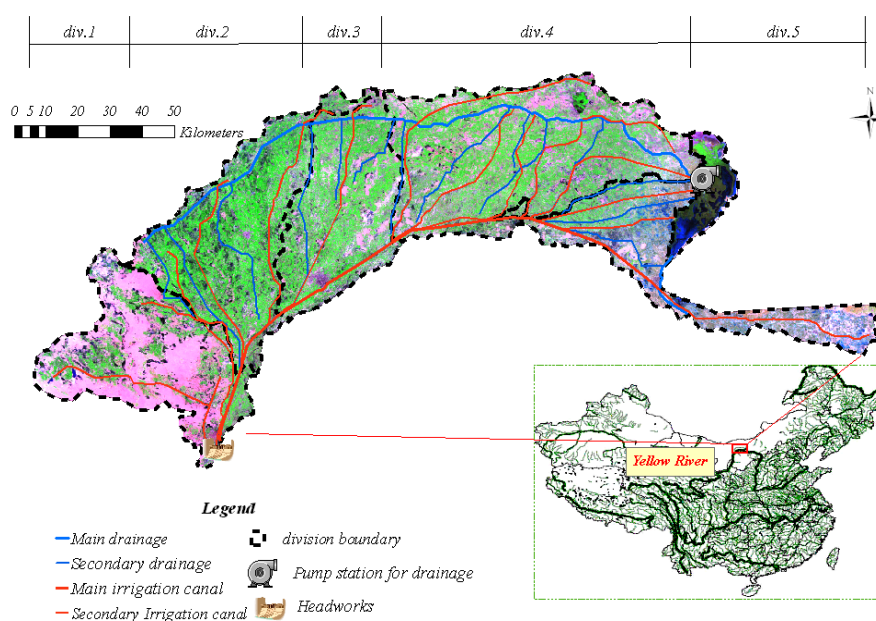 div.1 div.2 div.3 div.4 div.5
0 5 10 20 30 40 50
Kilometers
N
Yellow River
Legend
Main drainage
Secondary drainage
Main irrigation canal
Secondary Irrigation canal
division boundary
Pump station for drainage
Headworks